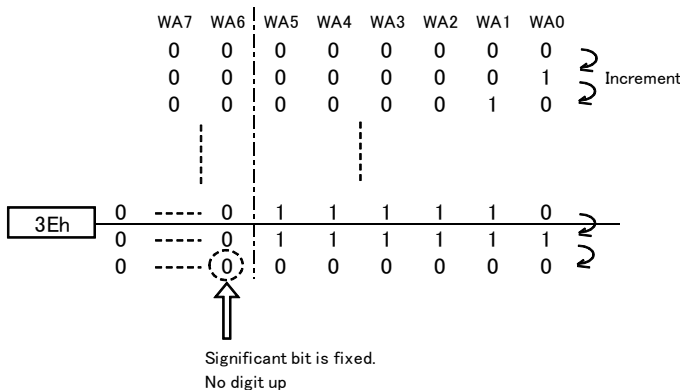 WA7 WA6 WA5 WA4 WA3 WA2 WA1 WA0
0 0 0 0 0 0 0 0
0 0 0 0 0 0 0 1 Increment
0 0 0 0 0 0 1 0
3Eh 0 ----- 0 1 1 1 1 1 0
0 ----- 0 1 1 1 1 1 1
0 ----- 0 0 0 0 0 0 0
Significant bit is fixed.
No digit up